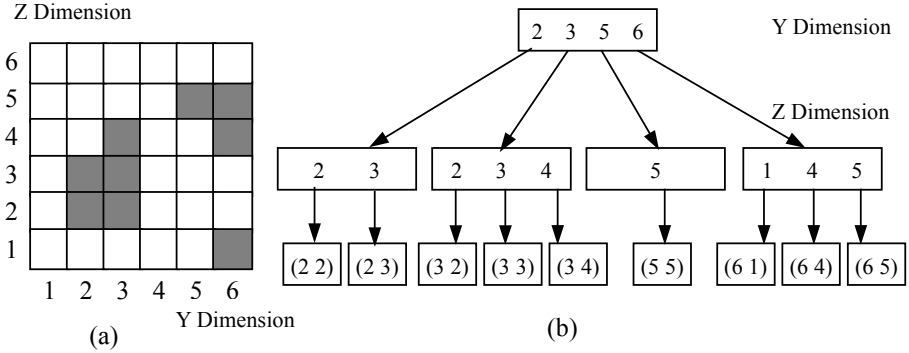 Z Dimension
6
5
4
3
2
1
1 2 3 4 5 6
Y Dimension
(a)
2 3 5 6
Y Dimension
Z Dimension
2 3
2 3 4
5
1 4 5
(2 2) (2 3) (3 2) (3 3) (3 4) (5 5) (6 1) (6 4) (6 5)
(b)